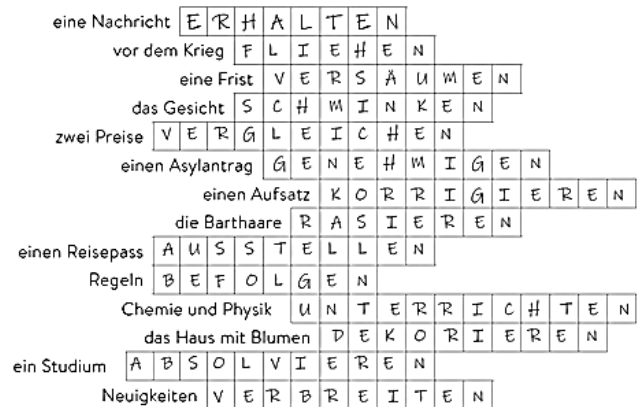 eine Nachricht ERHALTEN
vor dem Krieg FLIEHEN
eine Frist VERSÄUMEN
das Gesicht SCHMINKEN
zwei Preise VERGLEICHEN
einen Asylantrag GENEHMIGEN
einen Aufsatz KORRIGIEREN
die Barthaare RASIEREN
einen Reisepass AUSSTELLEN
Regeln BEFOLGEN
Chemie und Physik UNTERRICHTEN
das Haus mit Blumen DEKORIEREN
ein Studium ABSOLVIEREN
Neuigkeiten VERBREITEN